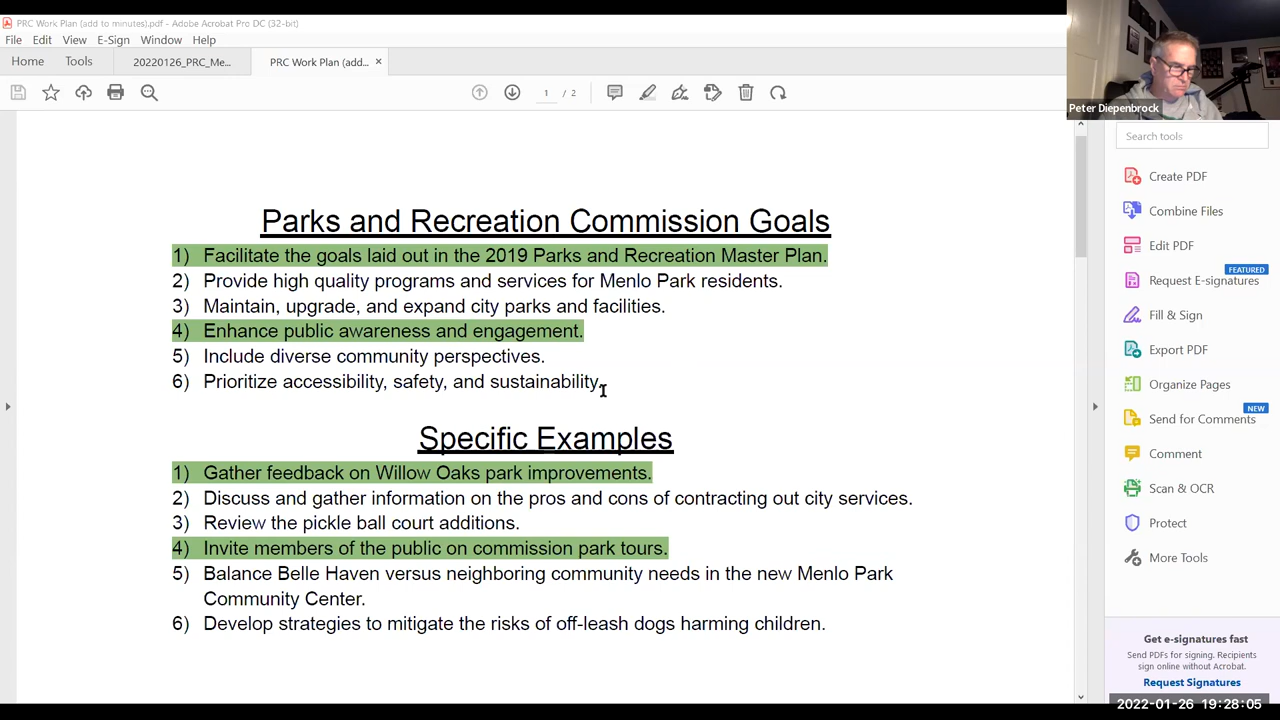 PRC Work Plan (add to minutes).pdf - Adobe Acrobat Pro DC (32-bit)
File Edit View E-Sign Window Help
Home Tools 20220126_PRC_Me... PRC Work Plan (add... ×
1 / 2
Peter Diepenbrock
Search tools
Parks and Recreation Commission Goals
1) Facilitate the goals laid out in the 2019 Parks and Recreation Master Plan.
2) Provide high quality programs and services for Menlo Park residents.
3) Maintain, upgrade, and expand city parks and facilities.
4) Enhance public awareness and engagement.
5) Include diverse community perspectives.
6) Prioritize accessibility, safety, and sustainability.
Specific Examples
1) Gather feedback on Willow Oaks park improvements.
2) Discuss and gather information on the pros and cons of contracting out city services.
3) Review the pickle ball court additions.
4) Invite members of the public on commission park tours.
5) Balance Belle Haven versus neighboring community needs in the new Menlo Park
Community Center.
6) Develop strategies to mitigate the risks of off-leash dogs harming children.
Create PDF
Combine Files
Edit PDF
FEATURED
Request E-signatures
Fill & Sign
Export PDF
Organize Pages
NEW
Send for Comments
Comment
Scan & OCR
Protect
More Tools
Get e-signatures fast
Send PDFs for signing. Recipients
sign online without Acrobat.
Request Signatures
2022-01-26 19:28:05